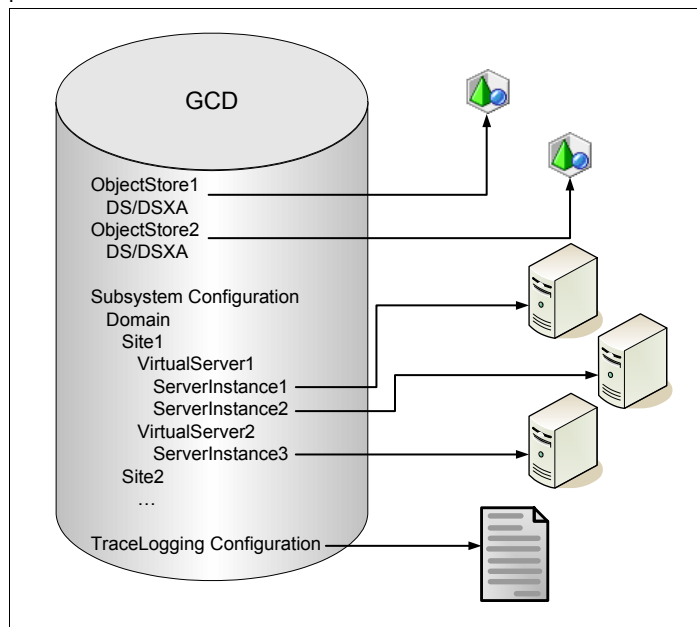 GCD
ObjectStore1
DS/DSXA
ObjectStore2
DS/DSXA
Subsystem Configuration
Domain
Site1
VirtualServer1
ServerInstance1
ServerInstance2
VirtualServer2
ServerInstance3
Site2
…
TraceLogging Configuration